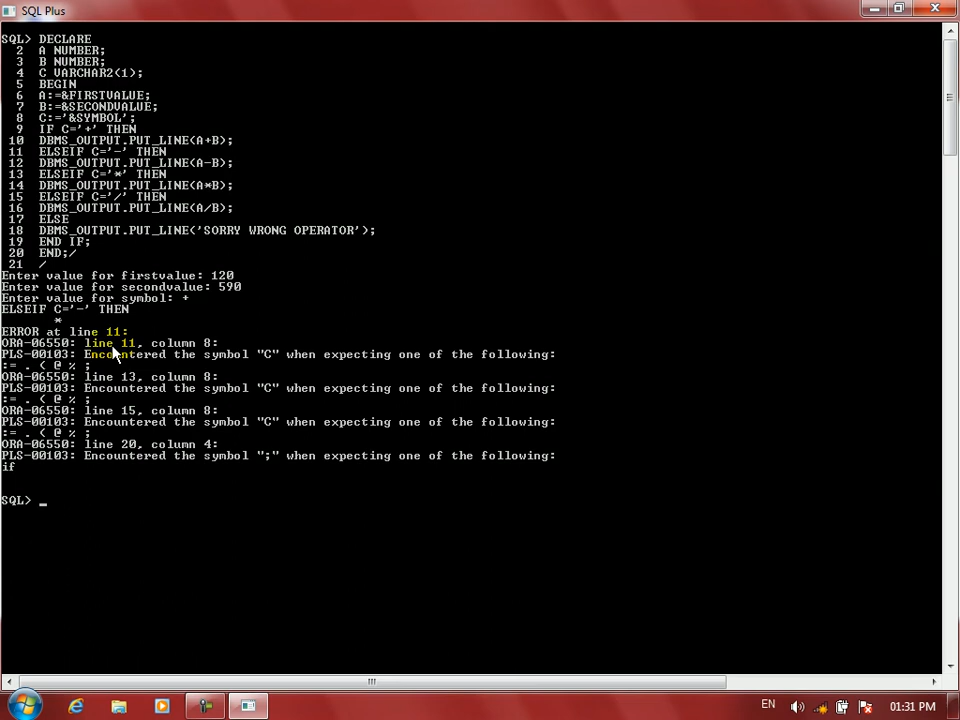 SQL Plus
SQL> DECLARE
2 A NUMBER;
3 B NUMBER;
4 C VARCHAR2(1);
5 BEGIN
6 A:=&FIRSTVALUE;
7 B:=&SECONDVALUE;
8 C:='&SYMBOL';
9 IF C='+' THEN
10 DBMS_OUTPUT.PUT_LINE(A+B);
11 ELSEIF C='-' THEN
12 DBMS_OUTPUT.PUT_LINE(A-B);
13 ELSEIF C='*' THEN
14 DBMS_OUTPUT.PUT_LINE(A*B);
15 ELSEIF C='/' THEN
16 DBMS_OUTPUT.PUT_LINE(A/B);
17 ELSE
18 DBMS_OUTPUT.PUT_LINE('SORRY WRONG OPERATOR');
19 END IF;
20 END;/
21 /
Enter value for firstvalue: 120
Enter value for secondvalue: 590
Enter value for symbol: +
ELSEIF C='-' THEN
*
ERROR at line 11:
ORA-06550: line 11, column 8:
PLS-00103: Encountered the symbol "C" when expecting one of the following:
:= . ( @ % ;
ORA-06550: line 13, column 8:
PLS-00103: Encountered the symbol "C" when expecting one of the following:
:= . ( @ % ;
ORA-06550: line 15, column 8:
PLS-00103: Encountered the symbol "C" when expecting one of the following:
:= . ( @ % ;
ORA-06550: line 20, column 4:
PLS-00103: Encountered the symbol ";" when expecting one of the following:
if
SQL> _
EN
01:31 PM